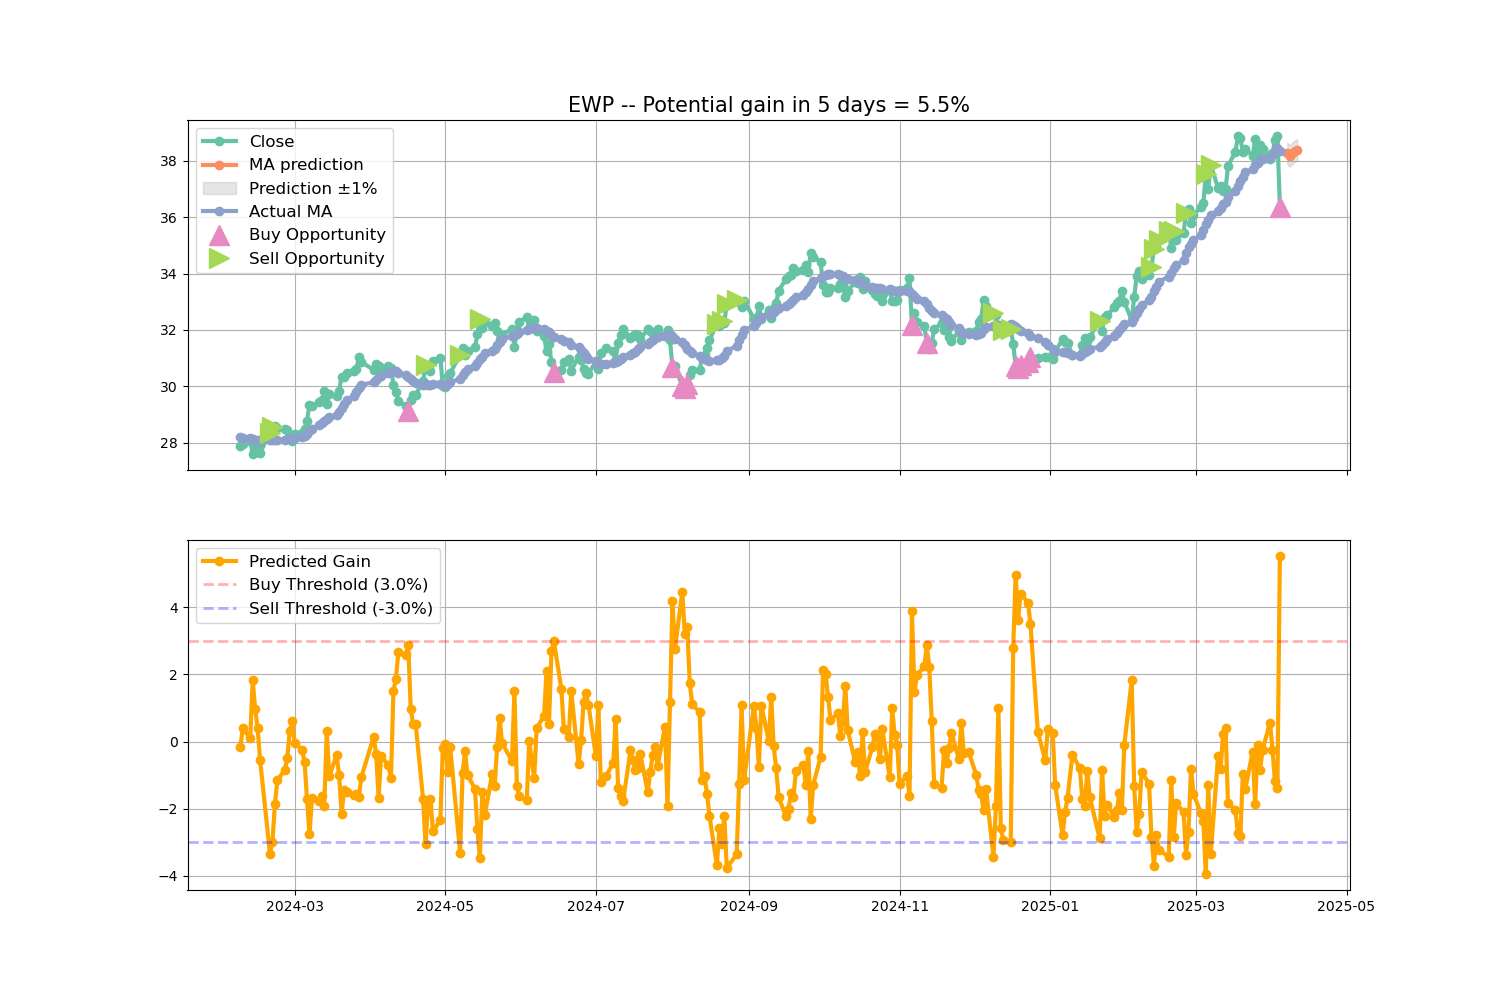 EWP -- Potential gain in 5 days = 5.5%
Close
MA prediction
Prediction ±1%
Actual MA
Buy Opportunity
Sell Opportunity
38
36
34
32
30
28
Predicted Gain
Buy Threshold (3.0%)
Sell Threshold (-3.0%)
4
2
0
−2
−4
2024-03 2024-05 2024-07 2024-09 2024-11 2025-01 2025-03 2025-05